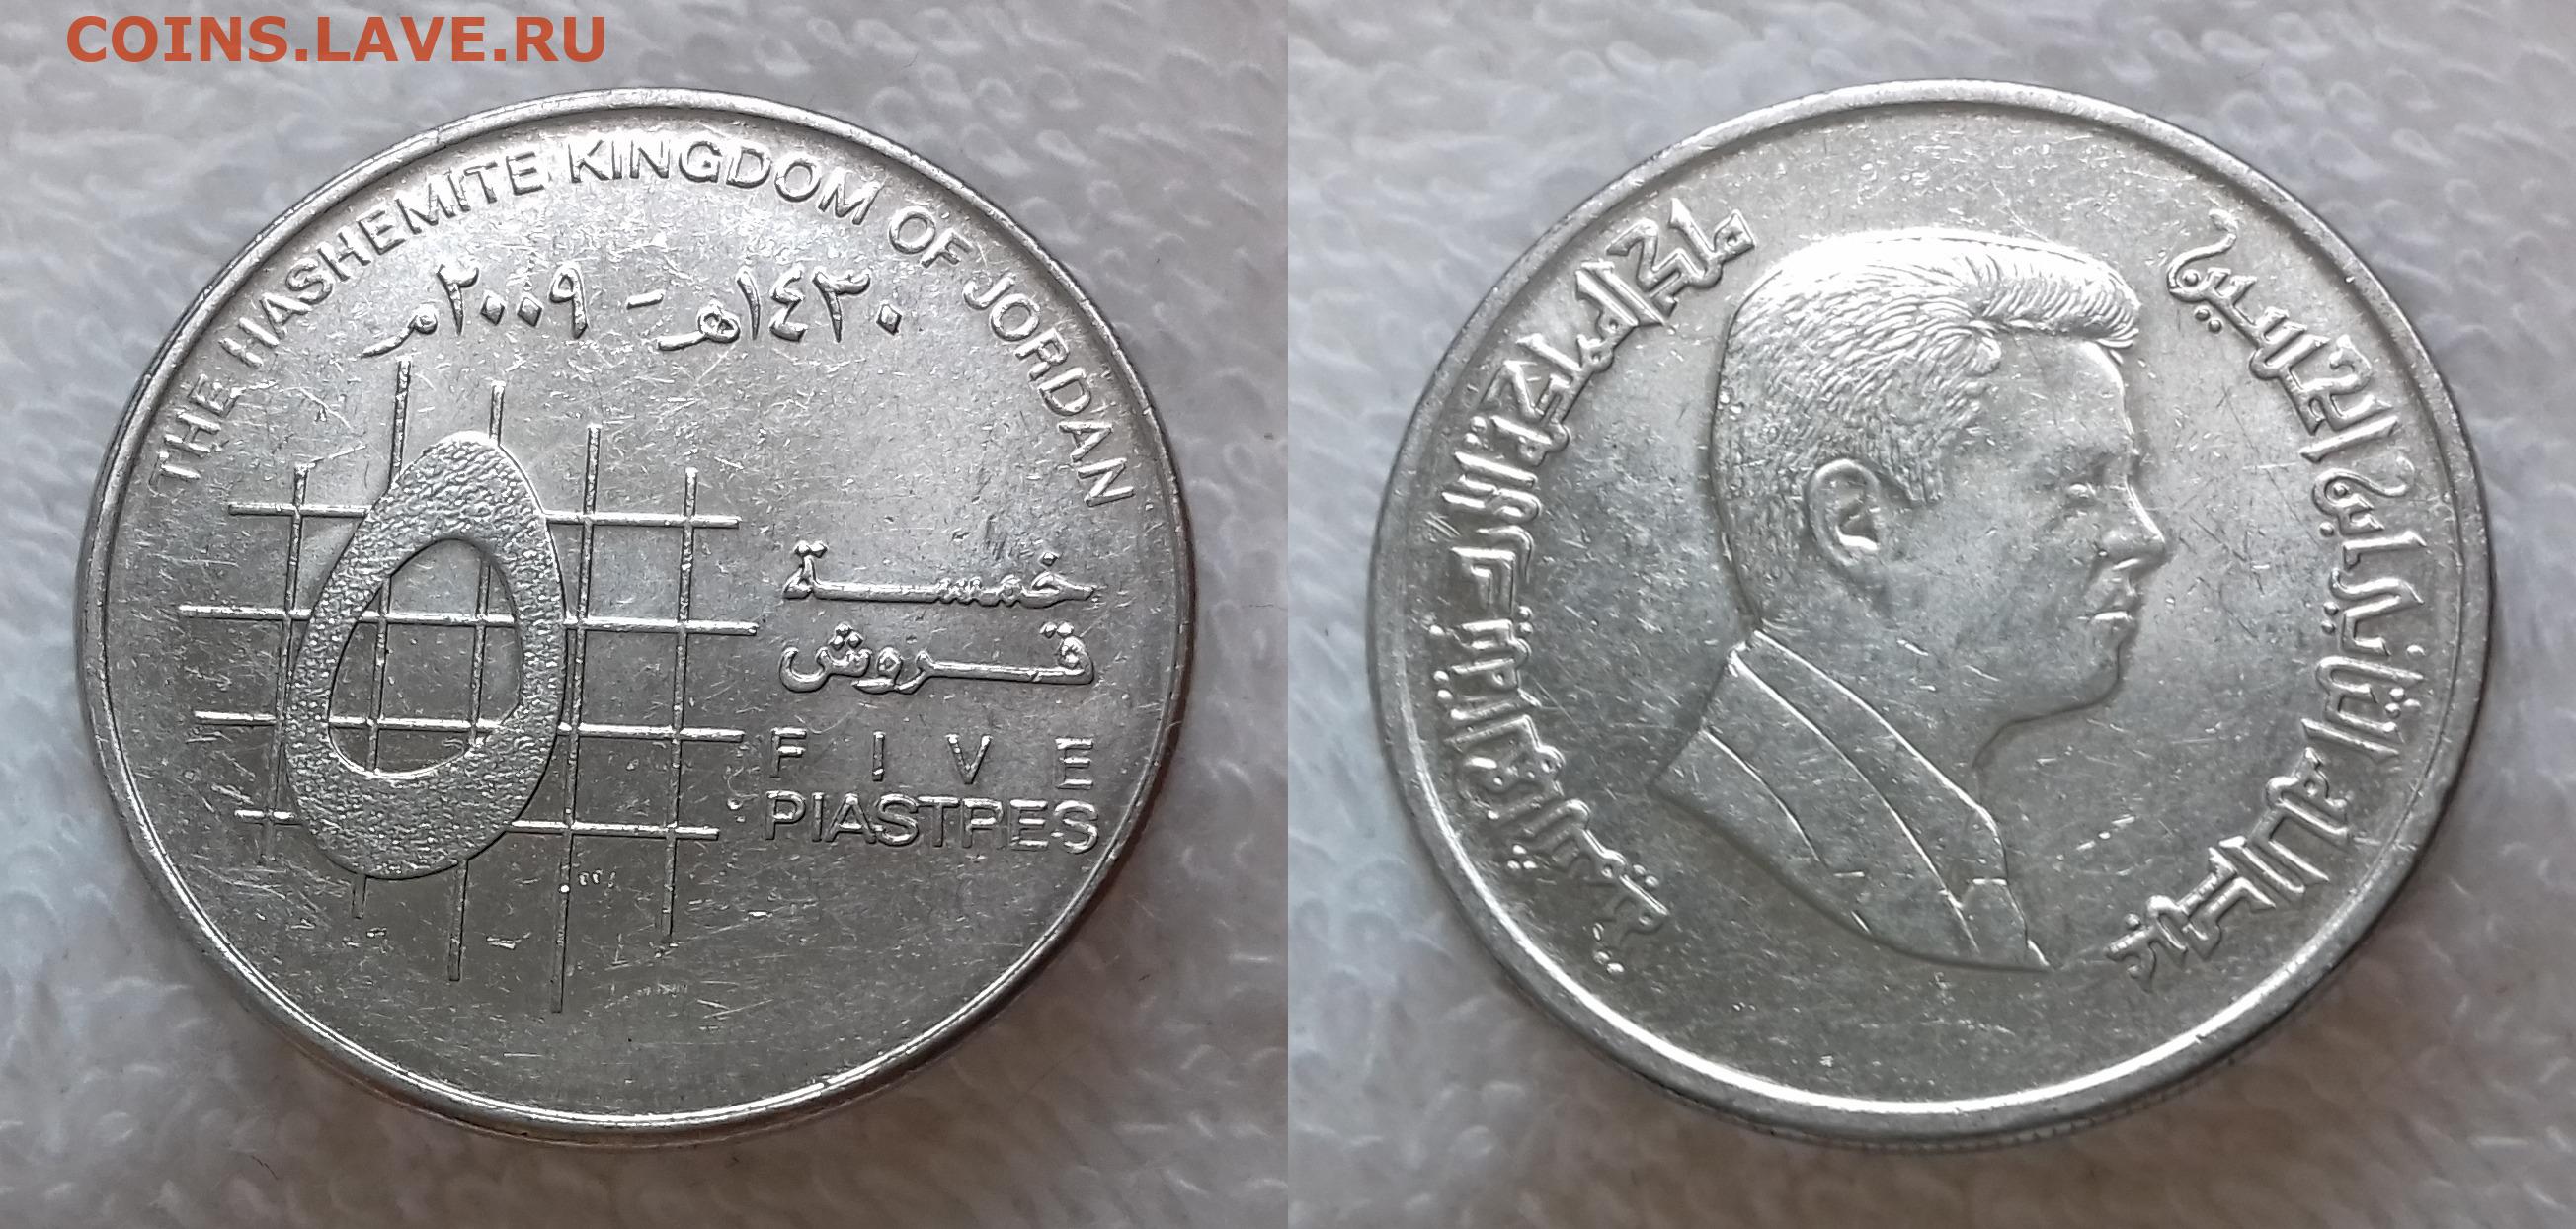 COINS.LAVE.RU
THE HASHEMITE KINGDOM OF JORDAN
١٤٣٠هـ - ٢٠٠٩م
خمسة
قروش
FIVE
PIASTRES
عبدالله الثاني ابن الحسين
ملك المملكة الأردنية الهاشمية